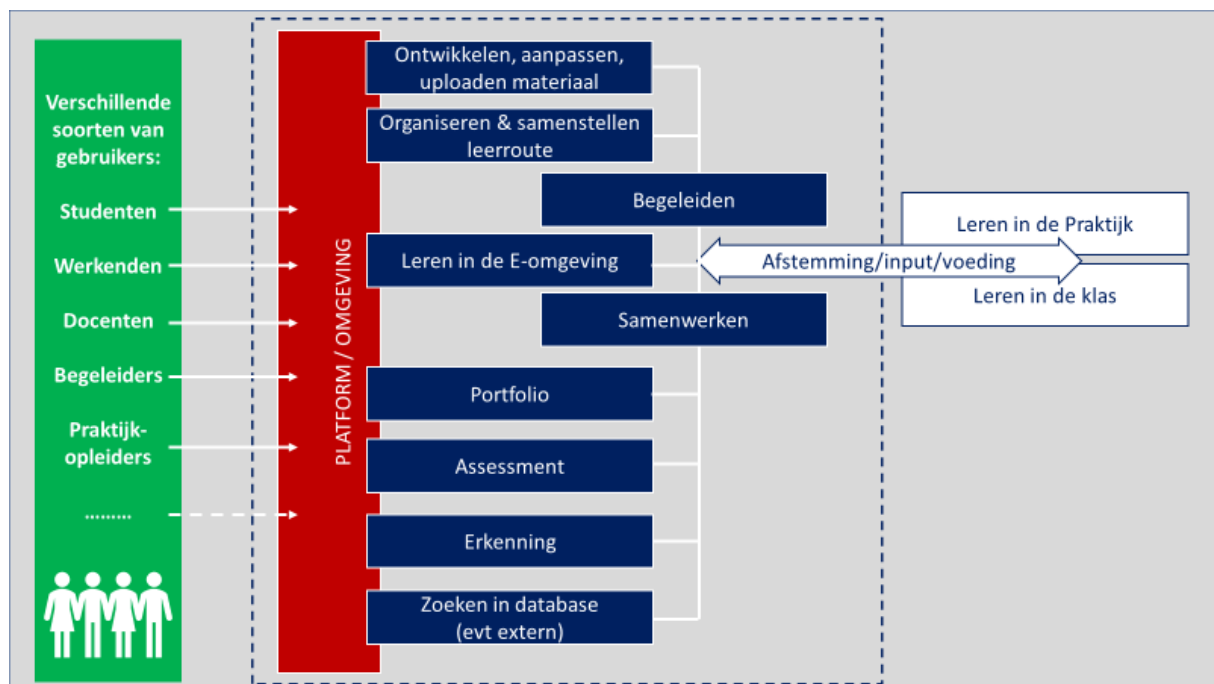 Verschillende
soorten van
gebruikers:
Studenten
Werkenden
Docenten
Begeleiders
Praktijk-
opleiders
.........
PLATFORM / OMGEVING
Ontwikkelen, aanpassen,
uploaden materiaal
Organiseren & samenstellen
leerroute
Begeleiden
Leren in de E-omgeving
Samenwerken
Portfolio
Assessment
Erkenning
Zoeken in database
(evt extern)
Leren in de Praktijk
Afstemming/input/voeding
Leren in de klas